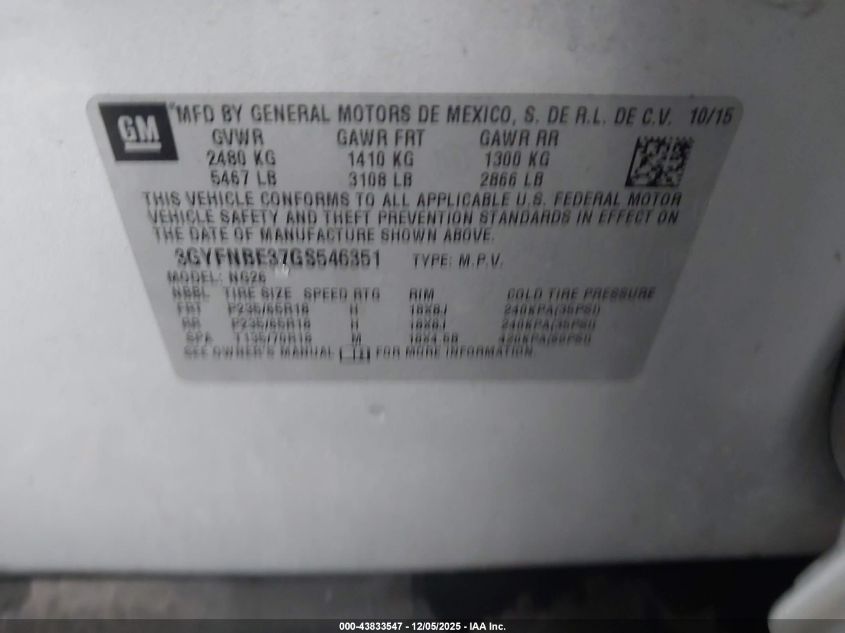 GM
MFD BY GENERAL MOTORS DE MEXICO, S. DE R.L. DE C.V. 10/15
GVWR GAWR FRT GAWR RR
2480 KG 1410 KG 1300 KG
5467 LB 3108 LB 2866 LB
THIS VEHICLE CONFORMS TO ALL APPLICABLE U.S. FEDERAL MOTOR
VEHICLE SAFETY AND THEFT PREVENTION STANDARDS IN EFFECT ON
THE DATE OF MANUFACTURE SHOWN ABOVE.
3GYFNBE37GS546351 TYPE: M.P.V.
MODEL: NG26
TIRE SIZE SPEED RTG RIM COLD TIRE PRESSURE
FRT P235/65R18 H 18X8J 240KPA(35PSI)
RR P235/65R18 H 18X8J 240KPA(35PSI)
SPA T135/70R18 M
SEE OWNER'S MANUAL FOR MORE INFORMATION.
000-43833547 - 12/05/2025 - IAA Inc.